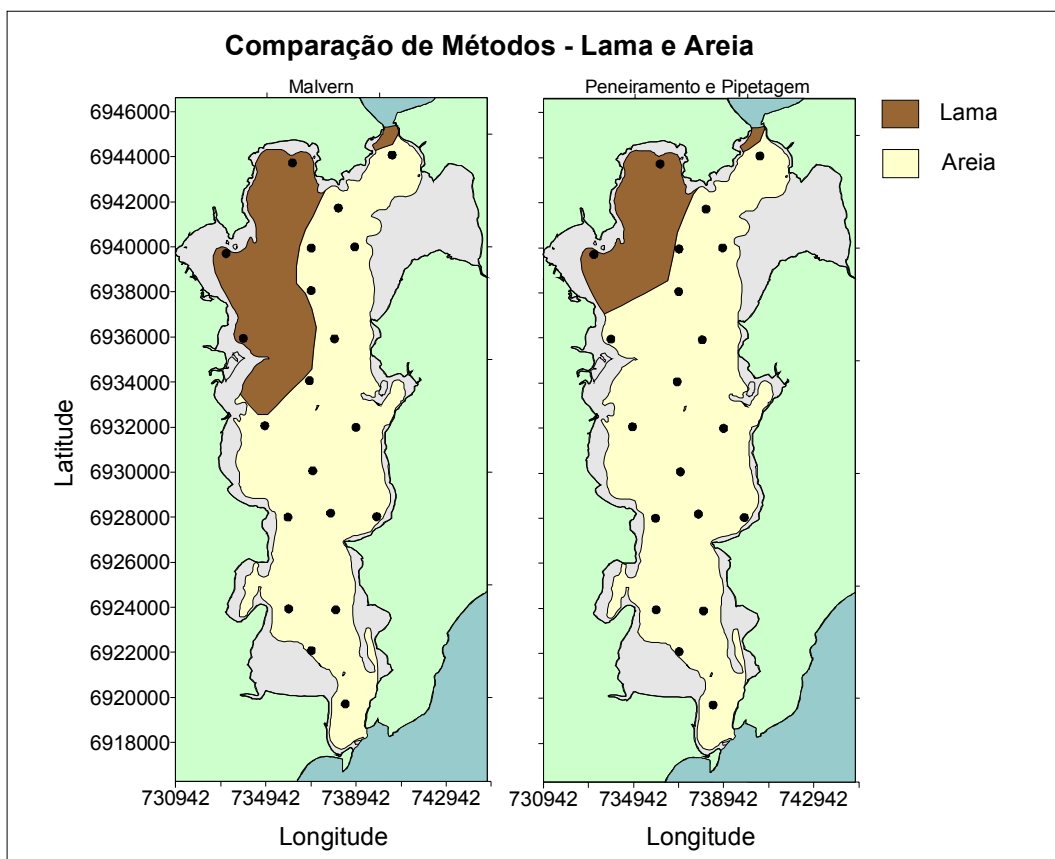 Comparação de Métodos - Lama e Areia
Malvern
Peneiramento e Pipetagem
Lama
Areia
Latitude
6946000
6944000
6942000
6940000
6938000
6936000
6934000
6932000
6930000
6928000
6926000
6924000
6922000
6920000
6918000
730942 734942 738942 742942
730942 734942 738942 742942
Longitude
Longitude